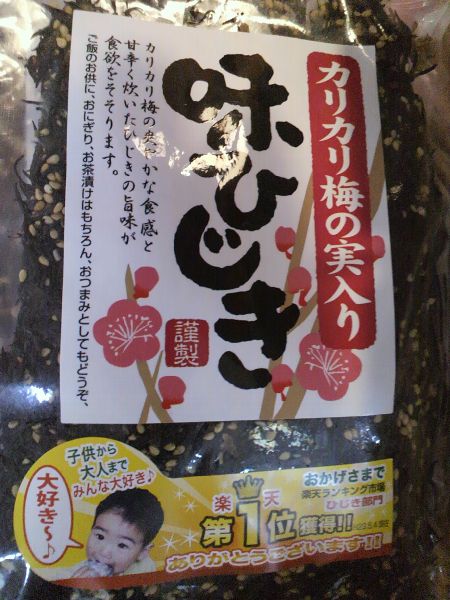 カリカリ梅の実入り
味ひじき
謹製
カリカリ梅の爽やかな食感と
甘辛く炊いたひじきの旨味が
食欲をそそります。
ご飯のお供に、おにぎり、お茶漬けはもちろん、おつまみとしてもどうぞ、
子供から
大人まで
みんな大好き♪
大好き～♪
楽天
第1位獲得!!
おかげさまで
楽天ランキング市場
ひじき部門
ありがとうございます!!